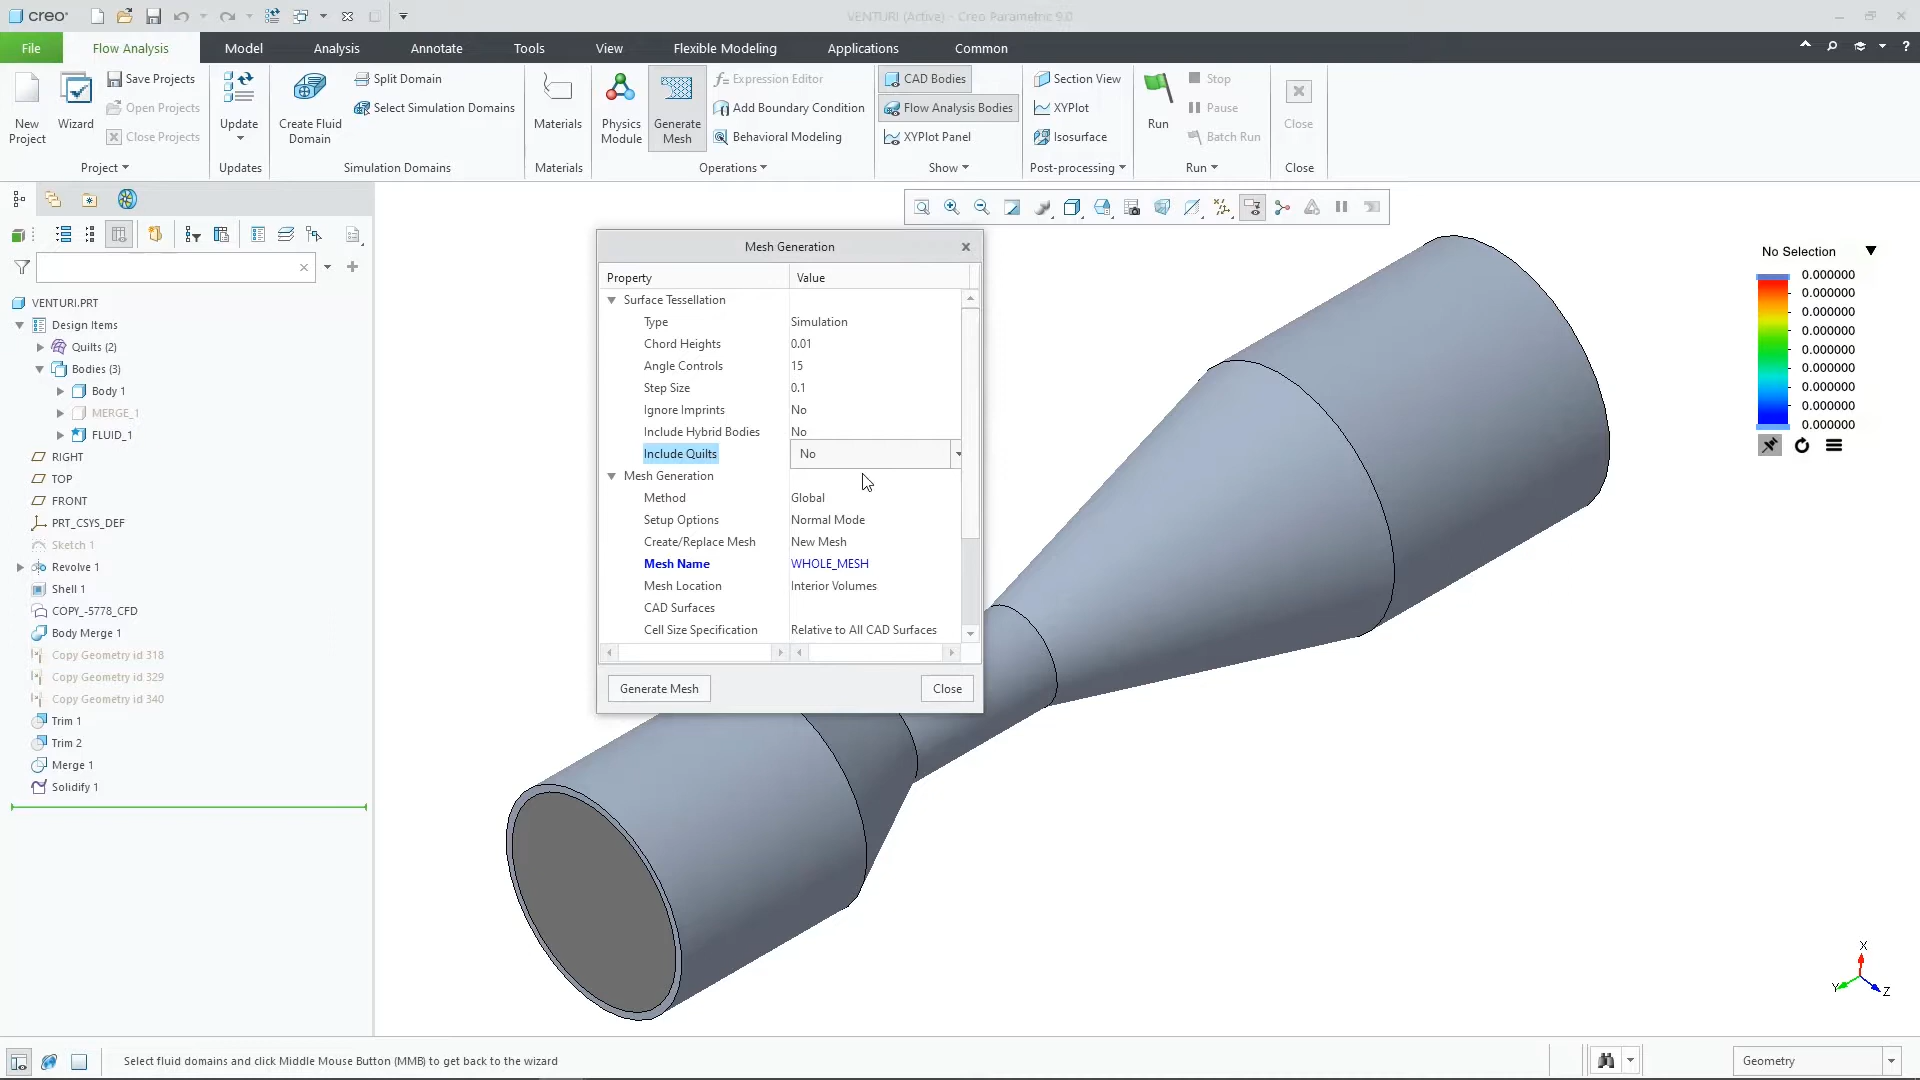 creo
VENTURI (Active) - Creo Parametric 9.0
File
Flow Analysis
Model
Analysis
Annotate
Tools
View
Flexible Modeling
Applications
Common
New Project
Wizard
Save Projects
Open Projects
Close Projects
Project
Update
Updates
Create Fluid Domain
Split Domain
Select Simulation Domains
Simulation Domains
Materials
Materials
Physics Module
Generate Mesh
Expression Editor
Add Boundary Condition
Behavioral Modeling
Operations
CAD Bodies
Flow Analysis Bodies
XYPlot Panel
Show
Section View
XYPlot
Isosurface
Post-processing
Run
Stop
Pause
Batch Run
Run
Close
Close
VENTURI.PRT
Design Items
Quilts (2)
Bodies (3)
Body 1
MERGE_1
FLUID_1
RIGHT
TOP
FRONT
PRT_CSYS_DEF
Sketch 1
Revolve 1
Shell 1
COPY_-5778_CFD
Body Merge 1
Copy Geometry id 318
Copy Geometry id 329
Copy Geometry id 340
Trim 1
Trim 2
Merge 1
Solidify 1
Mesh Generation
Property Value
Surface Tessellation
Type Simulation
Chord Heights 0.01
Angle Controls 15
Step Size 0.1
Ignore Imprints No
Include Hybrid Bodies No
Include Quilts No
Mesh Generation
Method Global
Setup Options Normal Mode
Create/Replace Mesh New Mesh
Mesh Name WHOLE_MESH
Mesh Location Interior Volumes
CAD Surfaces
Cell Size Specification Relative to All CAD Surfaces
Generate Mesh Close
No Selection
0.000000
0.000000
0.000000
0.000000
0.000000
0.000000
0.000000
0.000000
0.000000
X
Y
Z
Select fluid domains and click Middle Mouse Button (MMB) to get back to the wizard
Geometry